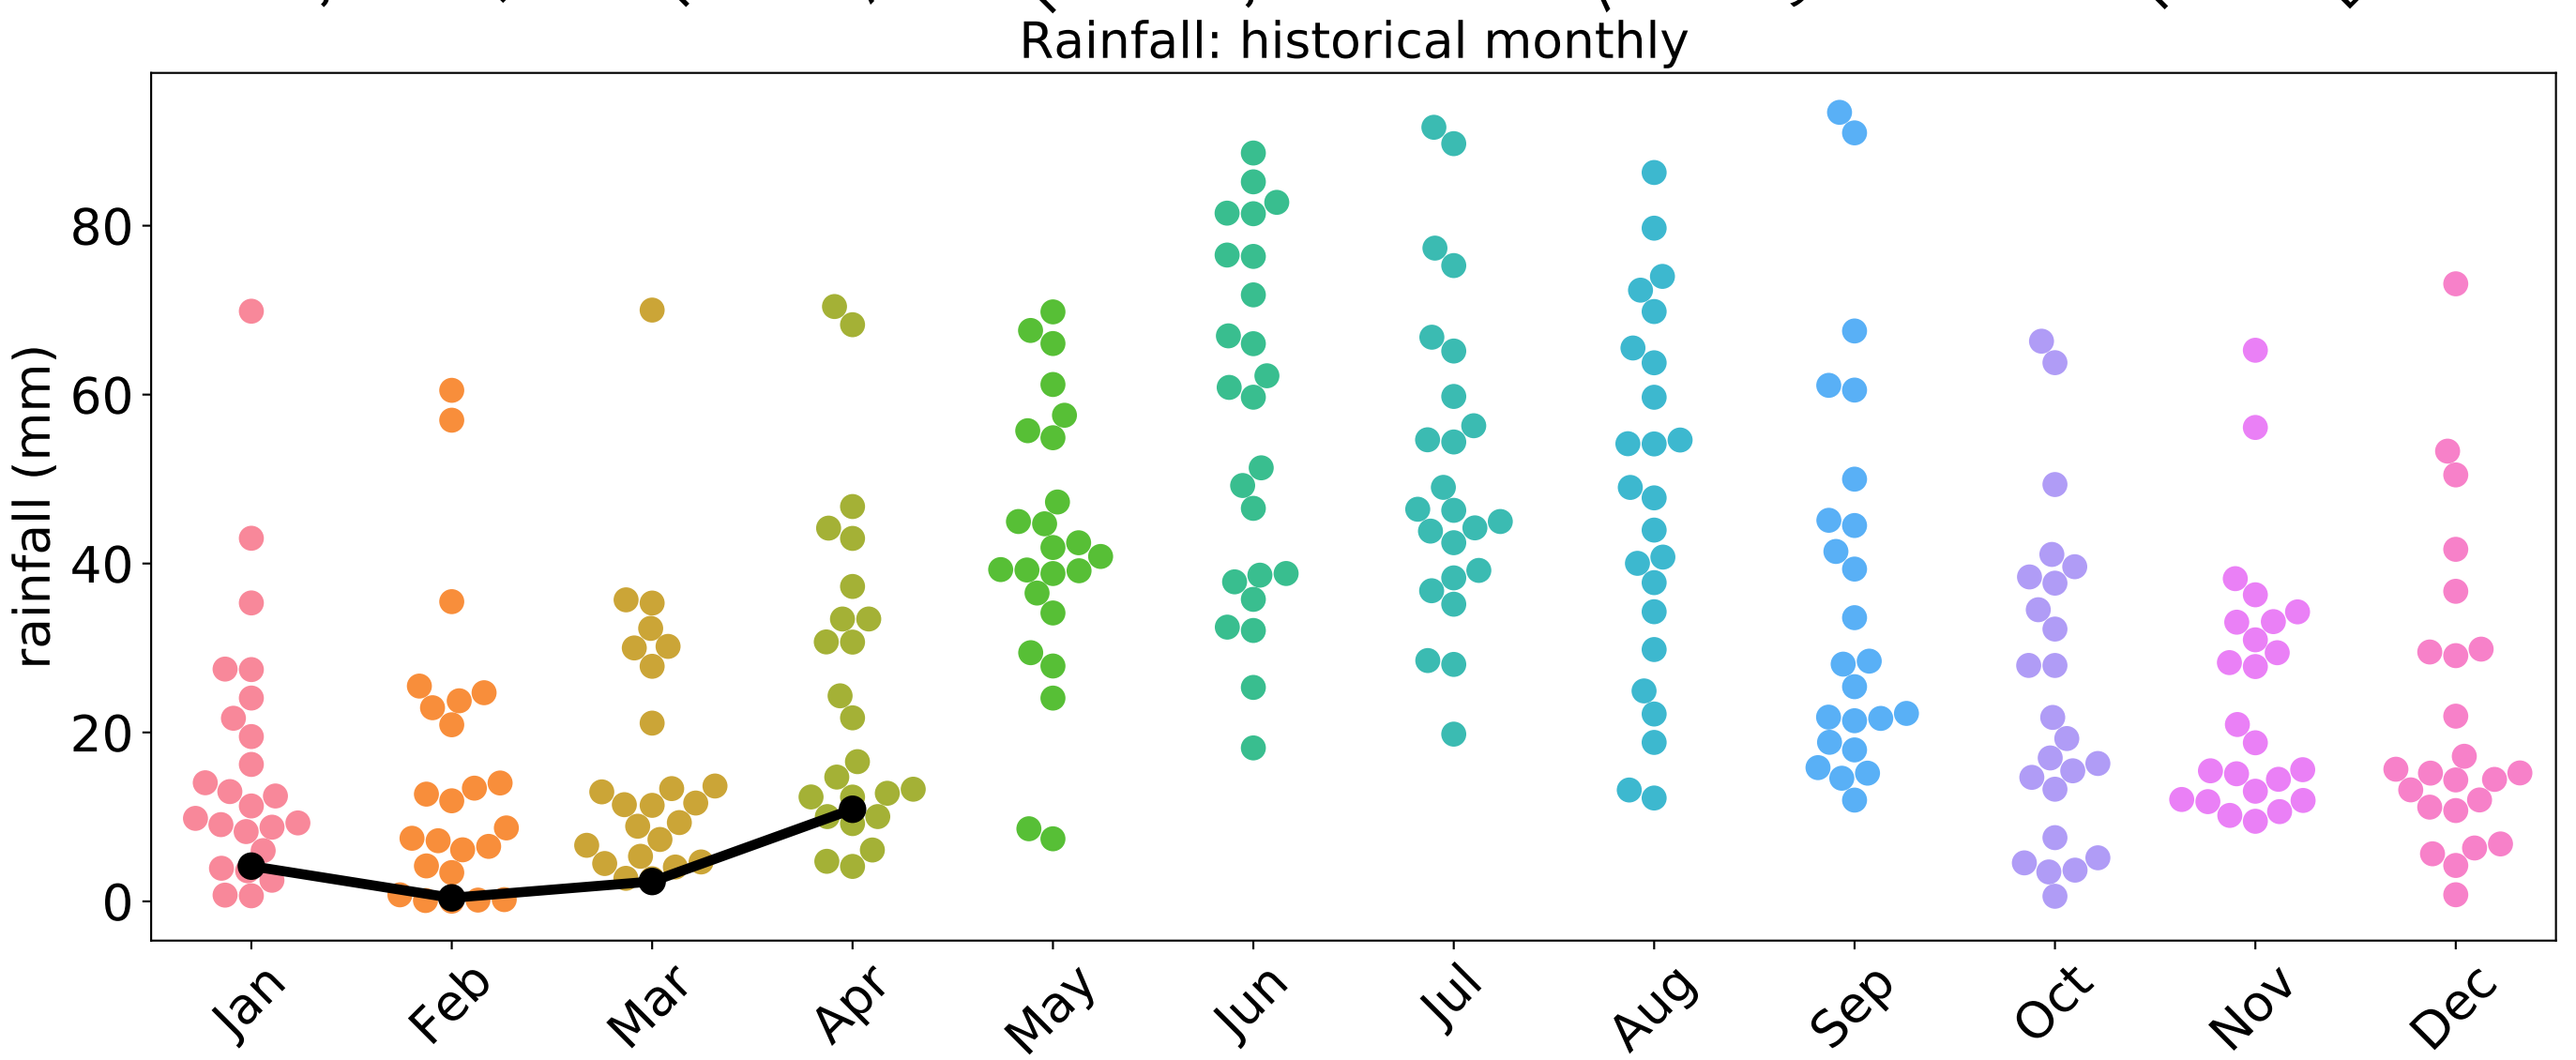 Rainfall: historical monthly
rainfall (mm)
80
60
40
20
0
Jan
Feb
Mar
Apr
May
Jun
Jul
Aug
Sep
Oct
Nov
Dec